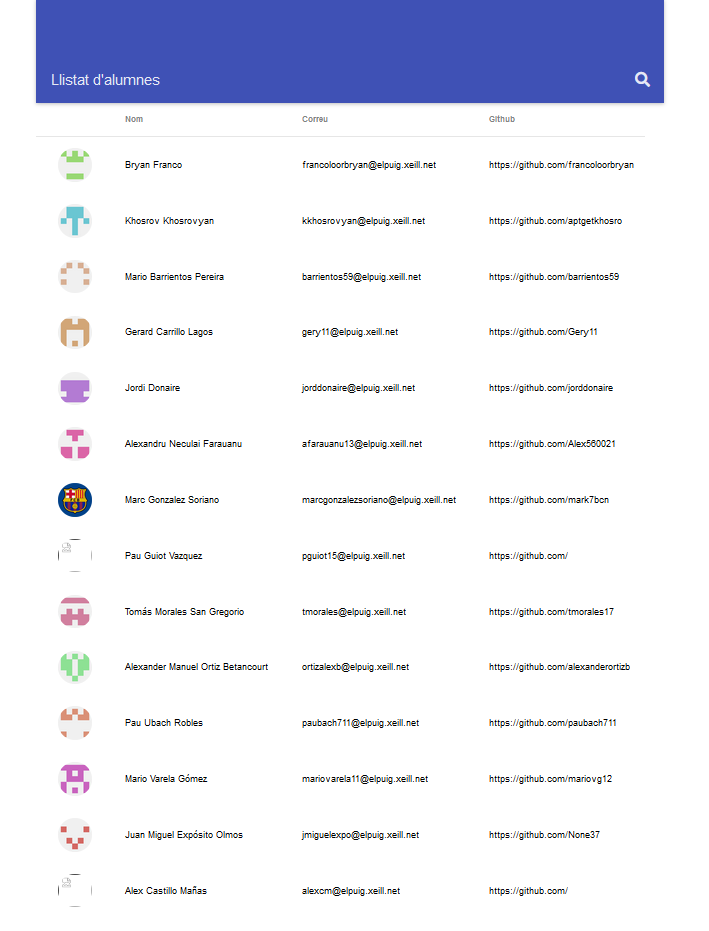 Llistat d'alumnes
Nom Correu Github
Bryan Franco francoloorbryan@elpuig.xeill.net https://github.com/francoloorbryan
Khosrov Khosrovyan kkhosrovyan@elpuig.xeill.net https://github.com/aptgetkhosro
Mario Barrientos Pereira barrientos59@elpuig.xeill.net https://github.com/barrientos59
Gerard Carrillo Lagos gery11@elpuig.xeill.net https://github.com/Gery11
Jordi Donaire jorddonaire@elpuig.xeill.net https://github.com/jorddonaire
Alexandru Neculai Farauanu afarauanu13@elpuig.xeill.net https://github.com/Alex560021
Marc Gonzalez Soriano marcgonzalezsoriano@elpuig.xeill.net https://github.com/mark7bcn
Pau Guiot Vazquez pguiot15@elpuig.xeill.net https://github.com/
Tomás Morales San Gregorio tmorales@elpuig.xeill.net https://github.com/tmorales17
Alexander Manuel Ortiz Betancourt ortizalexb@elpuig.xeill.net https://github.com/alexanderortizb
Pau Ubach Robles paubach711@elpuig.xeill.net https://github.com/paubach711
Mario Varela Gómez mariovarela11@elpuig.xeill.net https://github.com/mariovg12
Juan Miguel Expósito Olmos jmiguelexpo@elpuig.xeill.net https://github.com/None37
Alex Castillo Mañas alexcm@elpuig.xeill.net https://github.com/